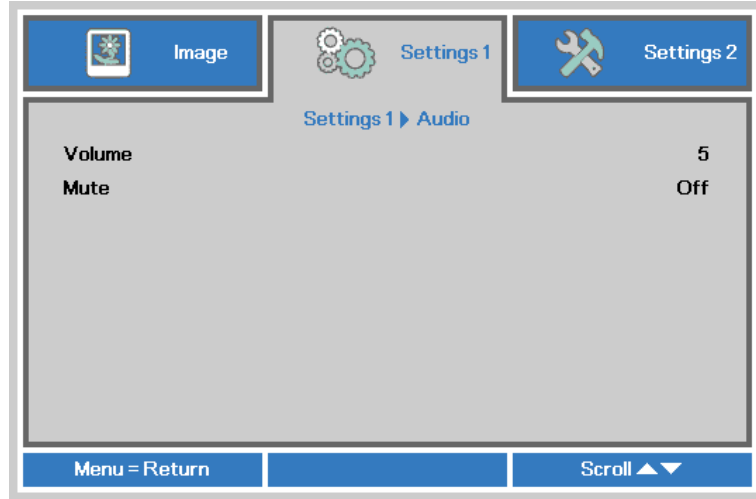 Image
Settings 1
Settings 2
Settings 1 ▶ Audio
Volume 5
Mute Off
Menu = Return
Scroll ▲▼